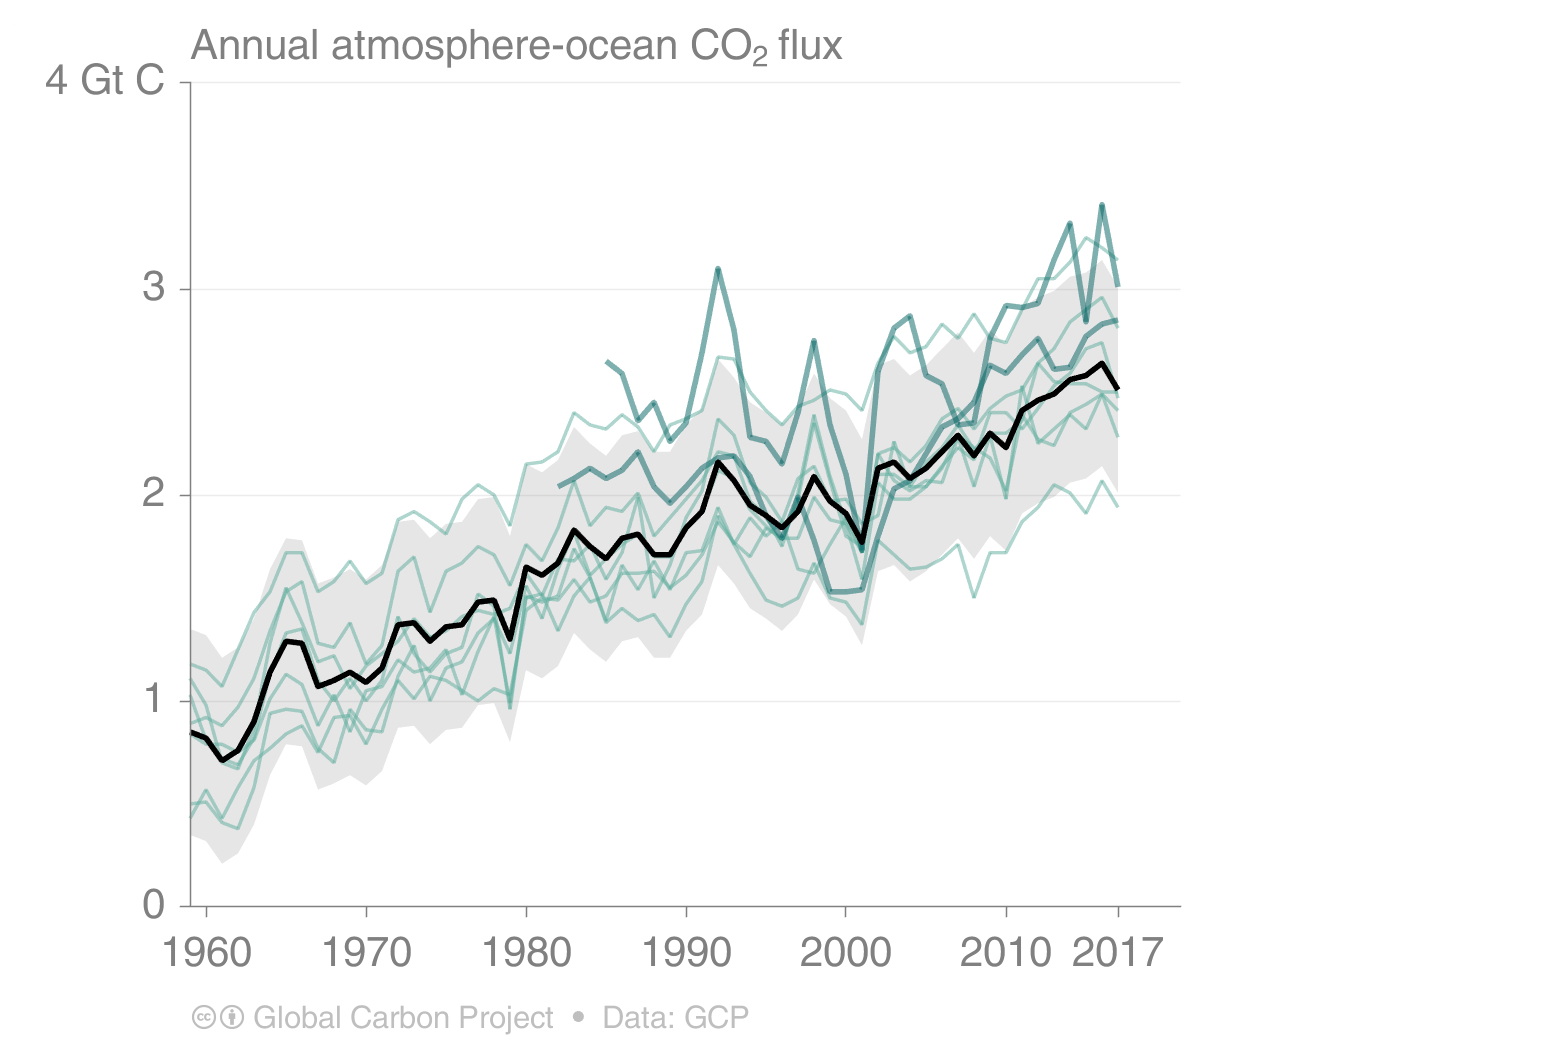 Annual atmosphere-ocean CO₂ flux
4 Gt C
3
2
1
0
1960 1970 1980 1990 2000 2010 2017
cc Global Carbon Project • Data: GCP